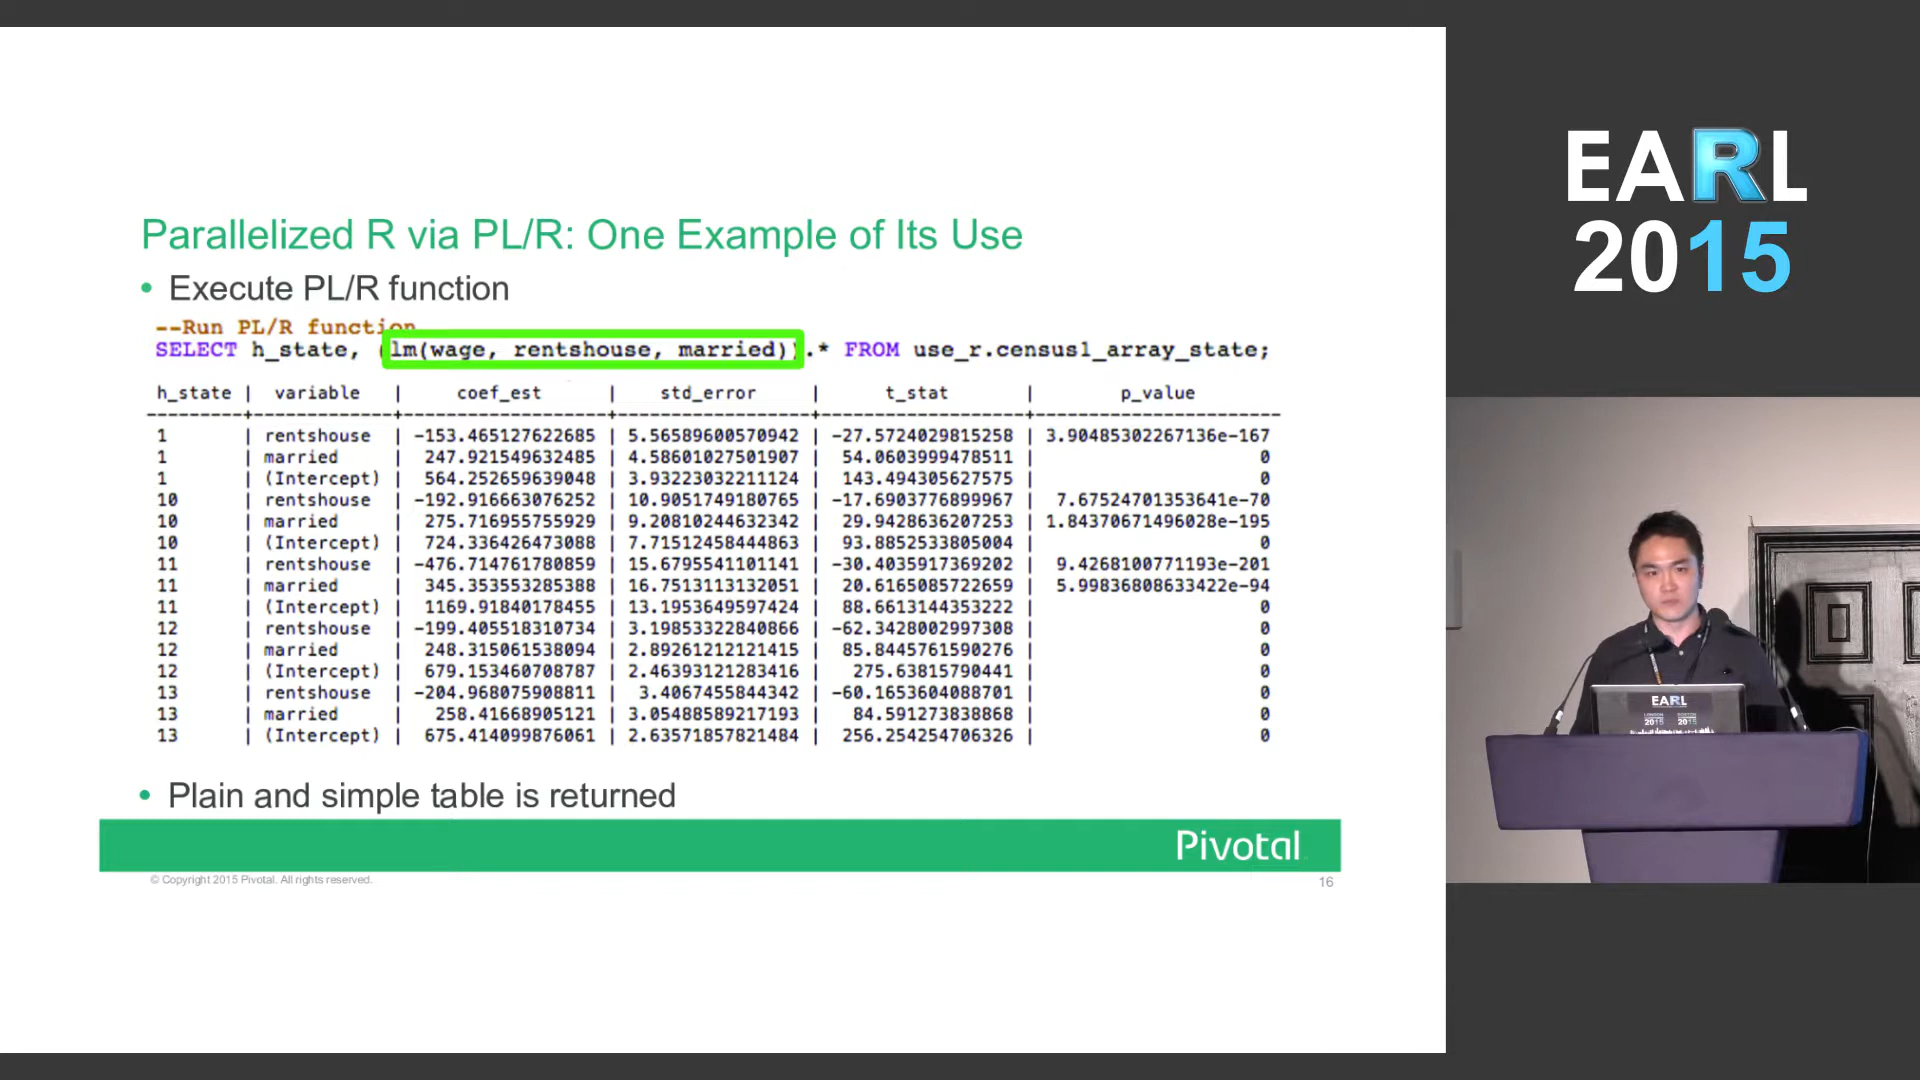 Parallelized R via PL/R: One Example of Its Use
• Execute PL/R function
--Run PL/R function
SELECT h_state, (lm(wage, rentshouse, married)).* FROM use_r.census1_array_state;
h_state | variable | coef_est | std_error | t_stat | p_value
1 | rentshouse | -153.465127622685 | 5.56589600570942 | -27.5724029815258 | 3.90485302267136e-167
1 | married | 247.921549632485 | 4.58601027501907 | 54.0603999478511 | 0
1 | (Intercept) | 564.252659639048 | 3.93223032211124 | 143.494305627575 | 0
10 | rentshouse | -192.916663076252 | 10.9051749180765 | -17.6903776899967 | 7.67524701353641e-70
10 | married | 275.716955755929 | 9.20810244632342 | 29.9428636207253 | 1.84370671496028e-195
10 | (Intercept) | 724.336426473088 | 7.71512458444863 | 93.8852533805004 | 0
11 | rentshouse | -476.714761780859 | 15.6795541101141 | -30.4035917369202 | 9.4268100771193e-201
11 | married | 345.353553285388 | 16.7513113132051 | 20.6165085722659 | 5.99836808633422e-94
11 | (Intercept) | 1169.91840178455 | 13.1953649597424 | 88.6613144353222 | 0
12 | rentshouse | -199.405518310734 | 3.19853322840866 | -62.3428002997308 | 0
12 | married | 248.315061538094 | 2.89261212121415 | 85.8445761590276 | 0
12 | (Intercept) | 679.153460708787 | 2.46393121283416 | 275.63815790441 | 0
13 | rentshouse | -204.968075908811 | 3.4067455844342 | -60.1653604088701 | 0
13 | married | 258.41668905121 | 3.05488589217193 | 84.591273838868 | 0
13 | (Intercept) | 675.414099876061 | 2.63571857821484 | 256.254254706326 | 0
• Plain and simple table is returned
Pivotal
© Copyright 2015 Pivotal. All rights reserved.
16
EARL
2015
EARL
LONDON BOSTON
2015 2015